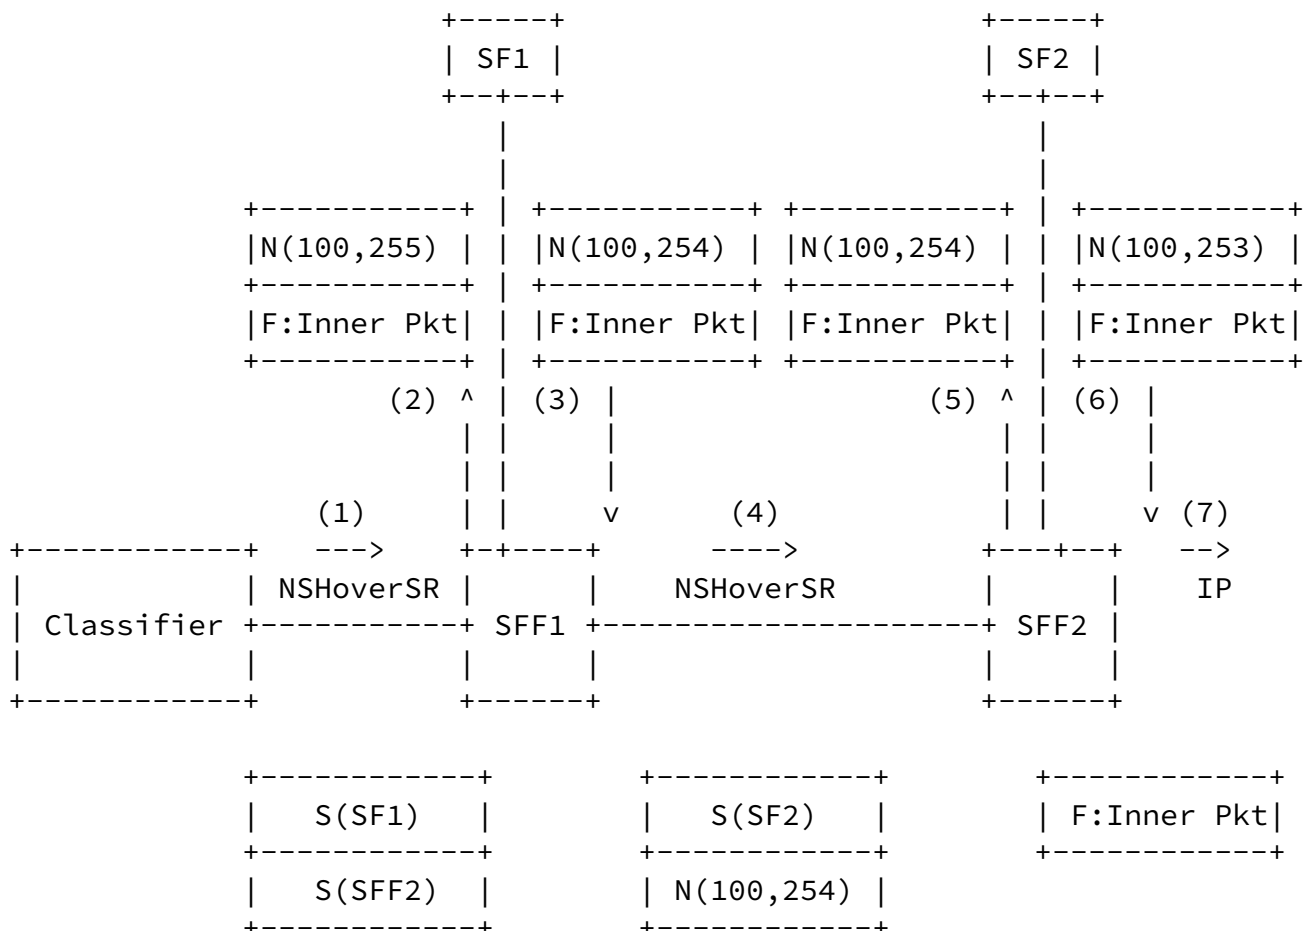 SF1 SF2
N(100,255) N(100,254) N(100,254) N(100,253)
F:Inner Pkt F:Inner Pkt F:Inner Pkt F:Inner Pkt
(2) ^ (3) (5) ^ (6)
(1) v (4) v (7)
---> ----> -->
NSHoverSR NSHoverSR IP
Classifier SFF1 SFF2
S(SF1) S(SF2) F:Inner Pkt
S(SFF2) N(100,254)